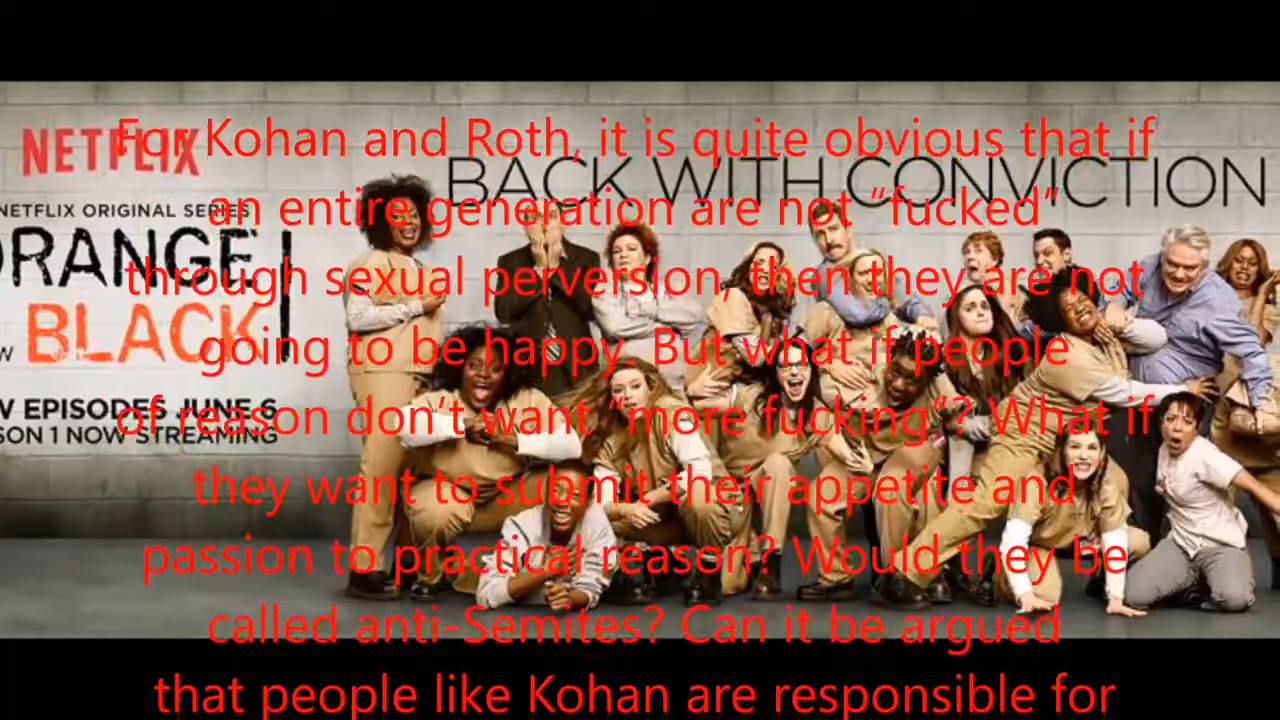 NETFLIX
A NETFLIX ORIGINAL SERIES
ORANGE
BLACK
EPISODES JUNE 6
SON 1 NOW STREAMING
BACK WITH CONVICTION
For Kohan and Roth, it is quite obvious that if
an entire generation are not “fucked”
through sexual perversion, then they are not
going to be happy. But what if people
of reason don’t want “more fucking”? What if
they want to submit their appetite and
passion to practical reason? Would they be
called anti-Semites? Can it be argued
that people like Kohan are responsible for